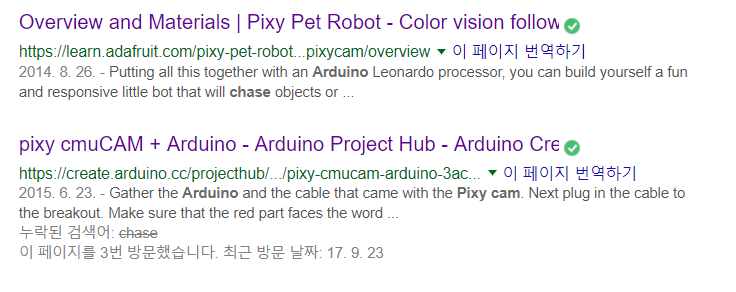 Overview and Materials | Pixy Pet Robot - Color vision follow
https://learn.adafruit.com/pixy-pet-robot...pixycam/overview 이 페이지 번역하기
2014. 8. 26. - Putting all this together with an Arduino Leonardo processor, you can build yourself a fun
and responsive little bot that will chase objects or ...
pixy cmuCAM + Arduino - Arduino Project Hub - Arduino Cre
https://create.arduino.cc/projecthub/.../pixy-cmucam-arduino-3ac... 이 페이지 번역하기
2015. 6. 23. - Gather the Arduino and the cable that came with the Pixy cam. Next plug in the cable to
the breakout. Make sure that the red part faces the word ...
누락된 검색어: chase
이 페이지를 3번 방문했습니다. 최근 방문 날짜: 17. 9. 23